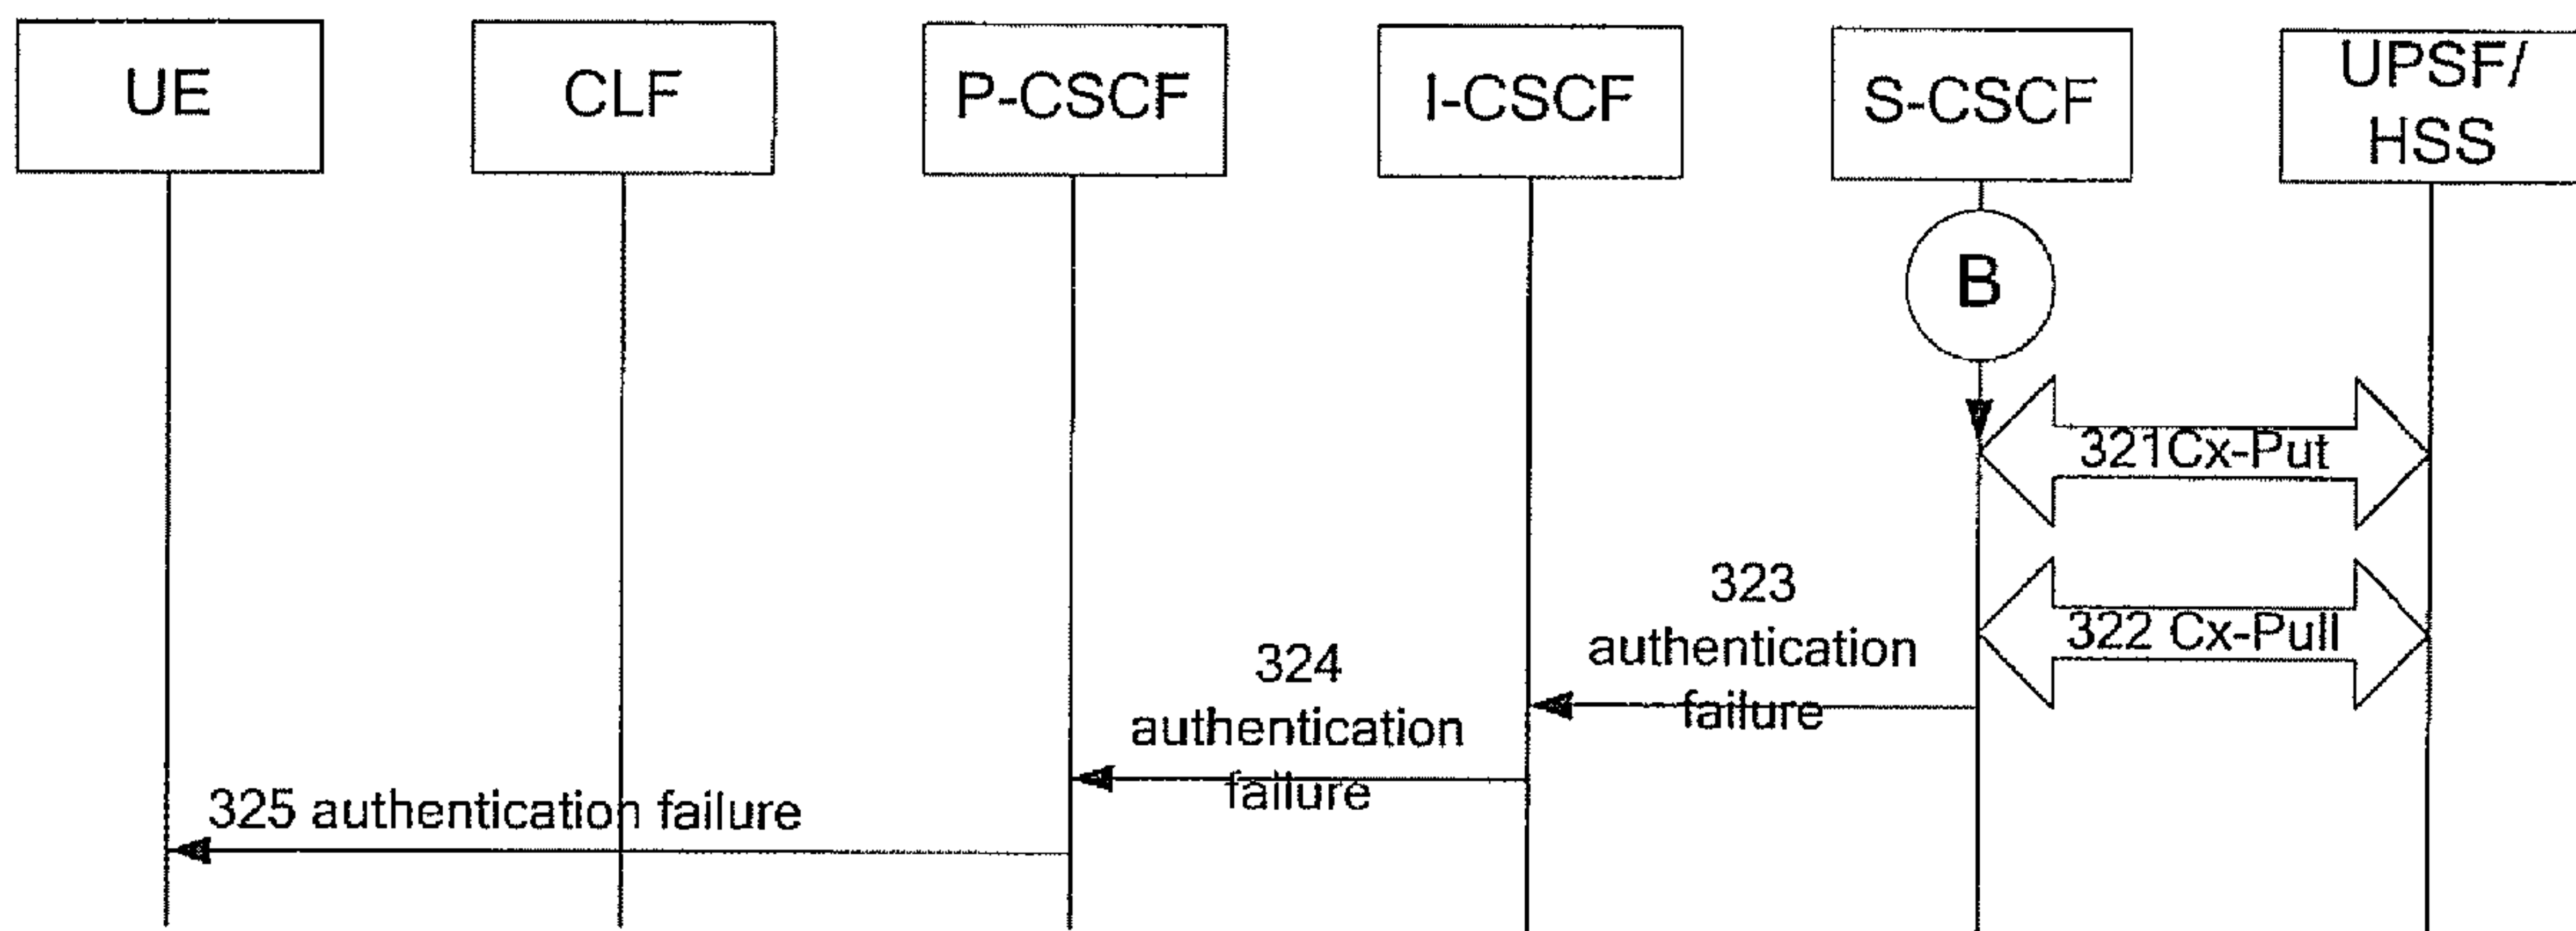 UE
CLF
P-CSCF
I-CSCF
S-CSCF
UPSF/
HSS
B
321Cx-Put
322 Cx-Pull
323
authentication
failure
324
authentication
failure
325 authentication failure